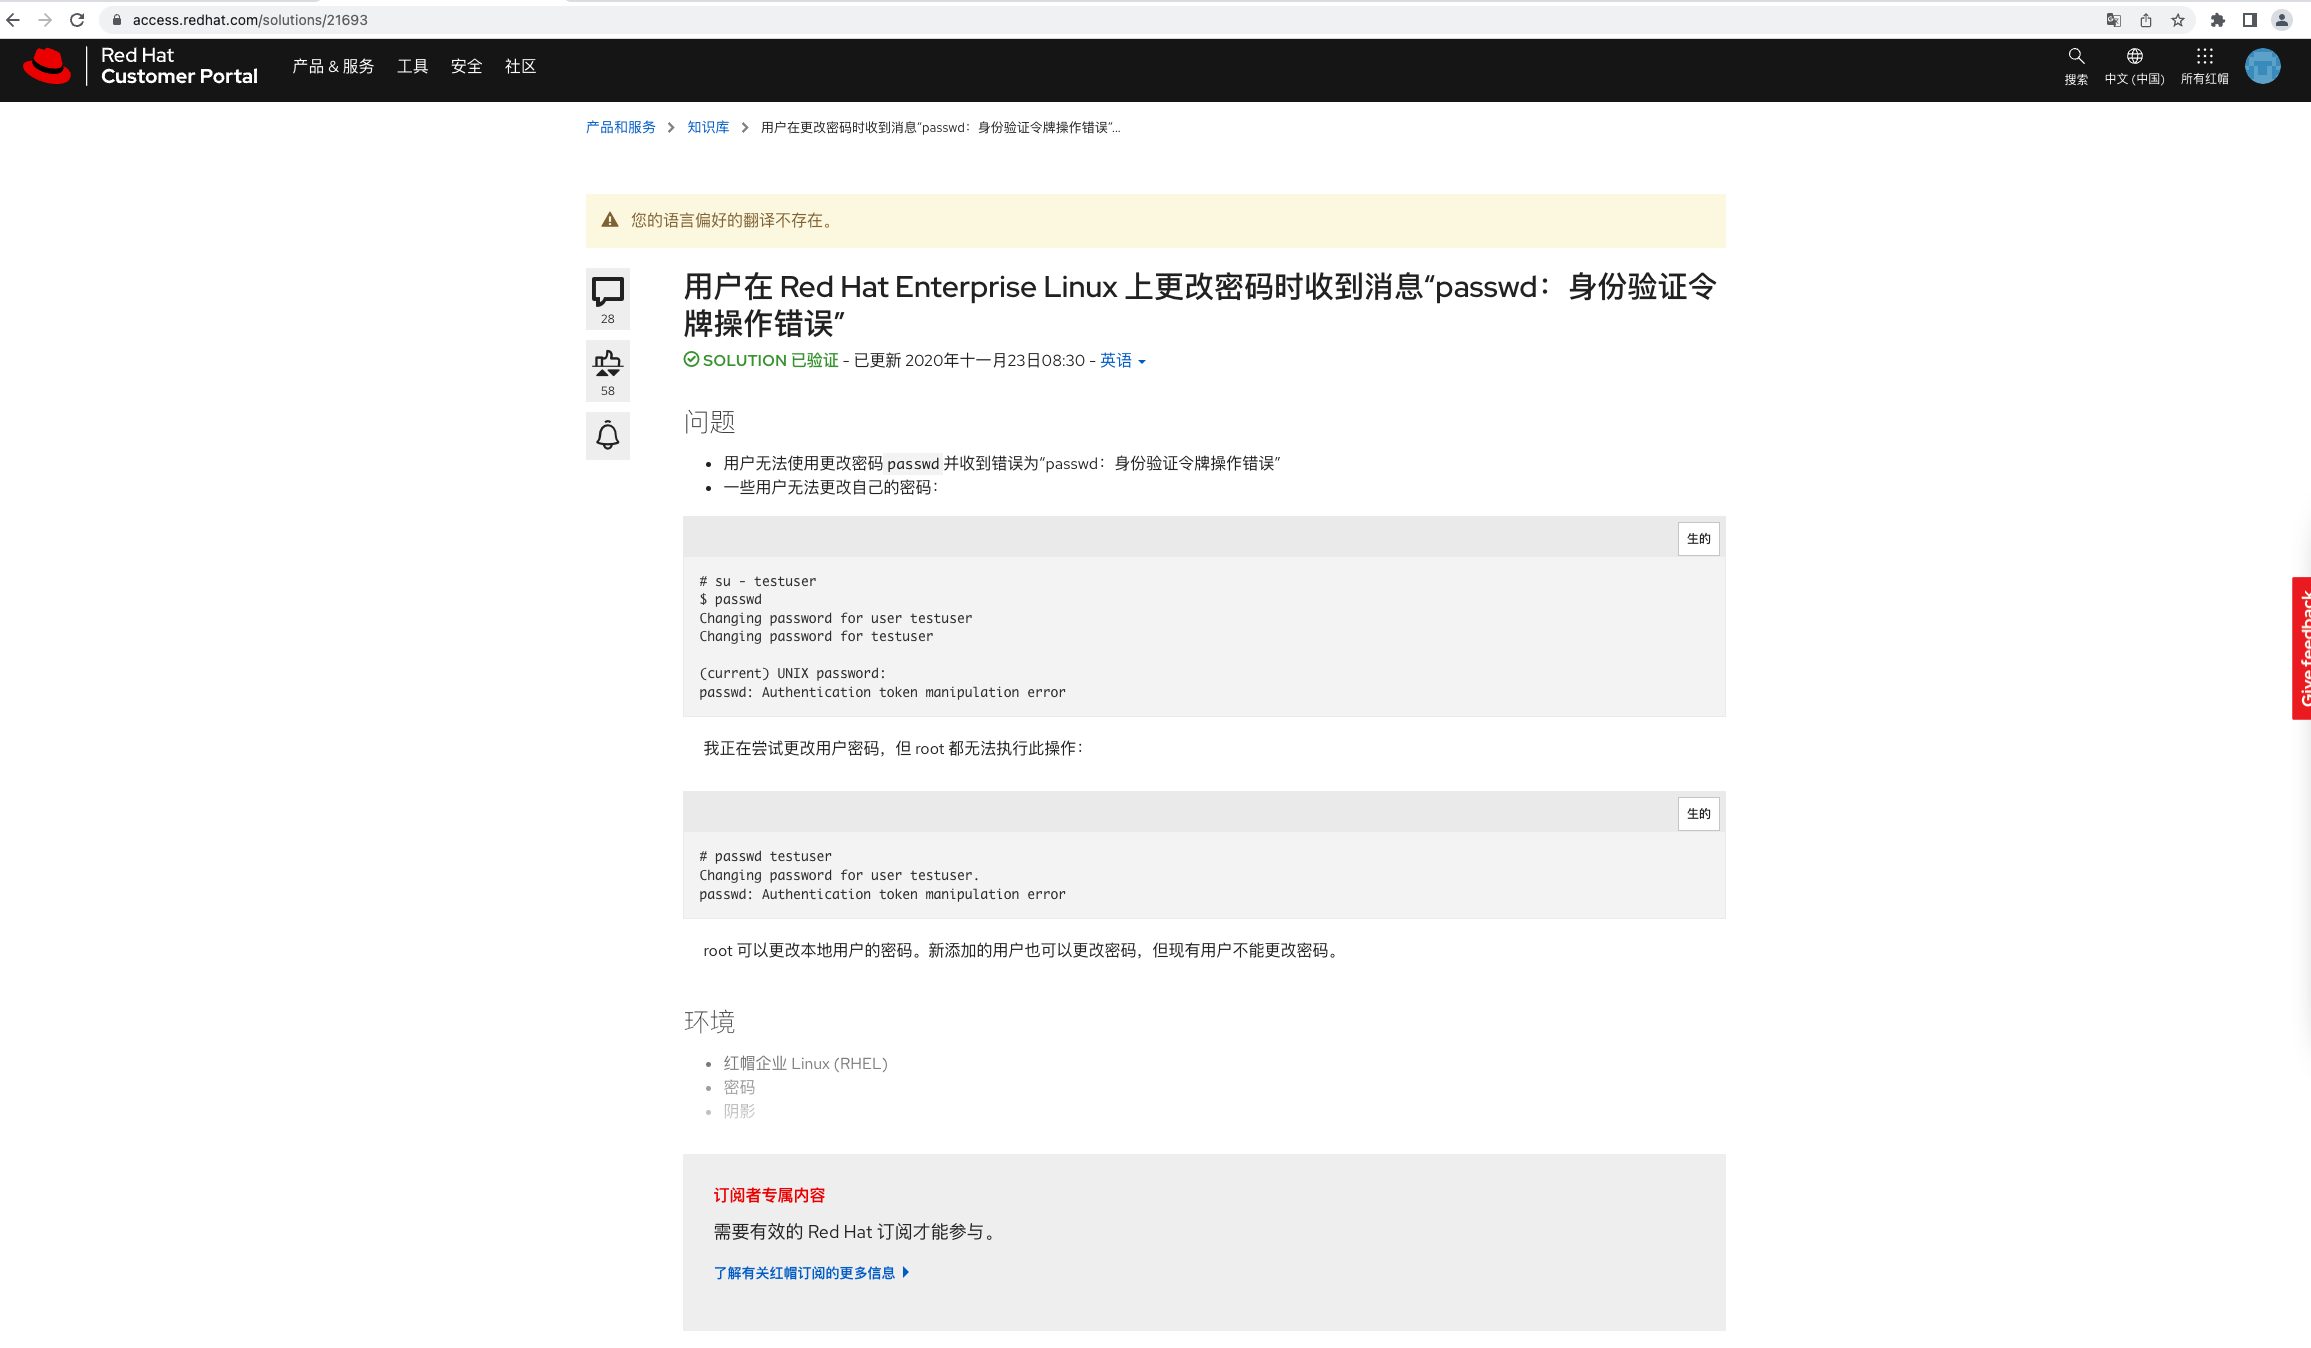 access.redhat.com/solutions/21693
Red Hat
Customer Portal
产品 & 服务 工具 安全 社区
搜索 中文 (中国) 所有红帽
产品和服务 知识库 用户在更改密码时收到消息“passwd：身份验证令牌操作错误”...
您的语言偏好的翻译不存在。
28
58
用户在 Red Hat Enterprise Linux 上更改密码时收到消息“passwd：身份验证令
牌操作错误”
SOLUTION 已验证 - 已更新 2020年十一月23日08:30 - 英语
问题
用户无法使用更改密码passwd并收到错误为“passwd：身份验证令牌操作错误”
一些用户无法更改自己的密码：
生的
# su - testuser
$ passwd
Changing password for user testuser
Changing password for testuser
(current) UNIX password:
passwd: Authentication token manipulation error
我正在尝试更改用户密码，但 root 都无法执行此操作：
生的
# passwd testuser
Changing password for user testuser.
passwd: Authentication token manipulation error
root 可以更改本地用户的密码。新添加的用户也可以更改密码，但现有用户不能更改密码。
环境
红帽企业 Linux (RHEL)
密码
阴影
订阅者专属内容
需要有效的 Red Hat 订阅才能参与。
了解有关红帽订阅的更多信息
Give feedback